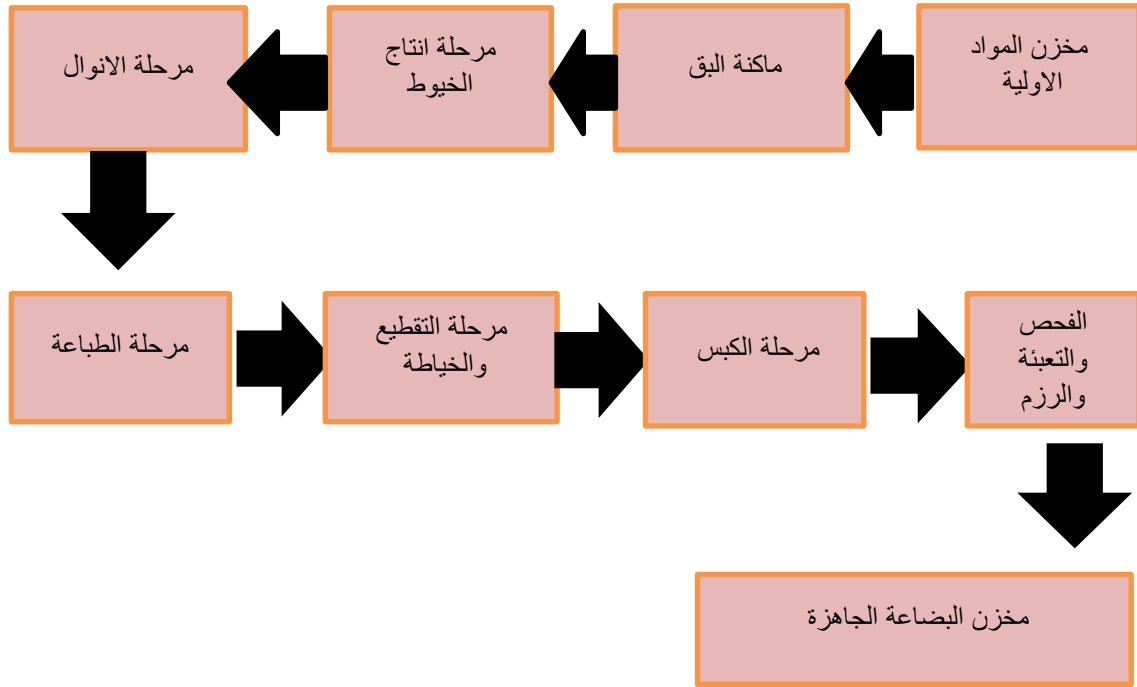 مخزن المواد
الاولية
ماكنة البق
مرحلة انتاج
الخيوط
مرحلة الانوال
مرحلة الطباعة
مرحلة التقطيع
والخياطة
مرحلة الكبس
الفحص
والتعبئة
والرزم
مخزن البضاعة الجاهزة